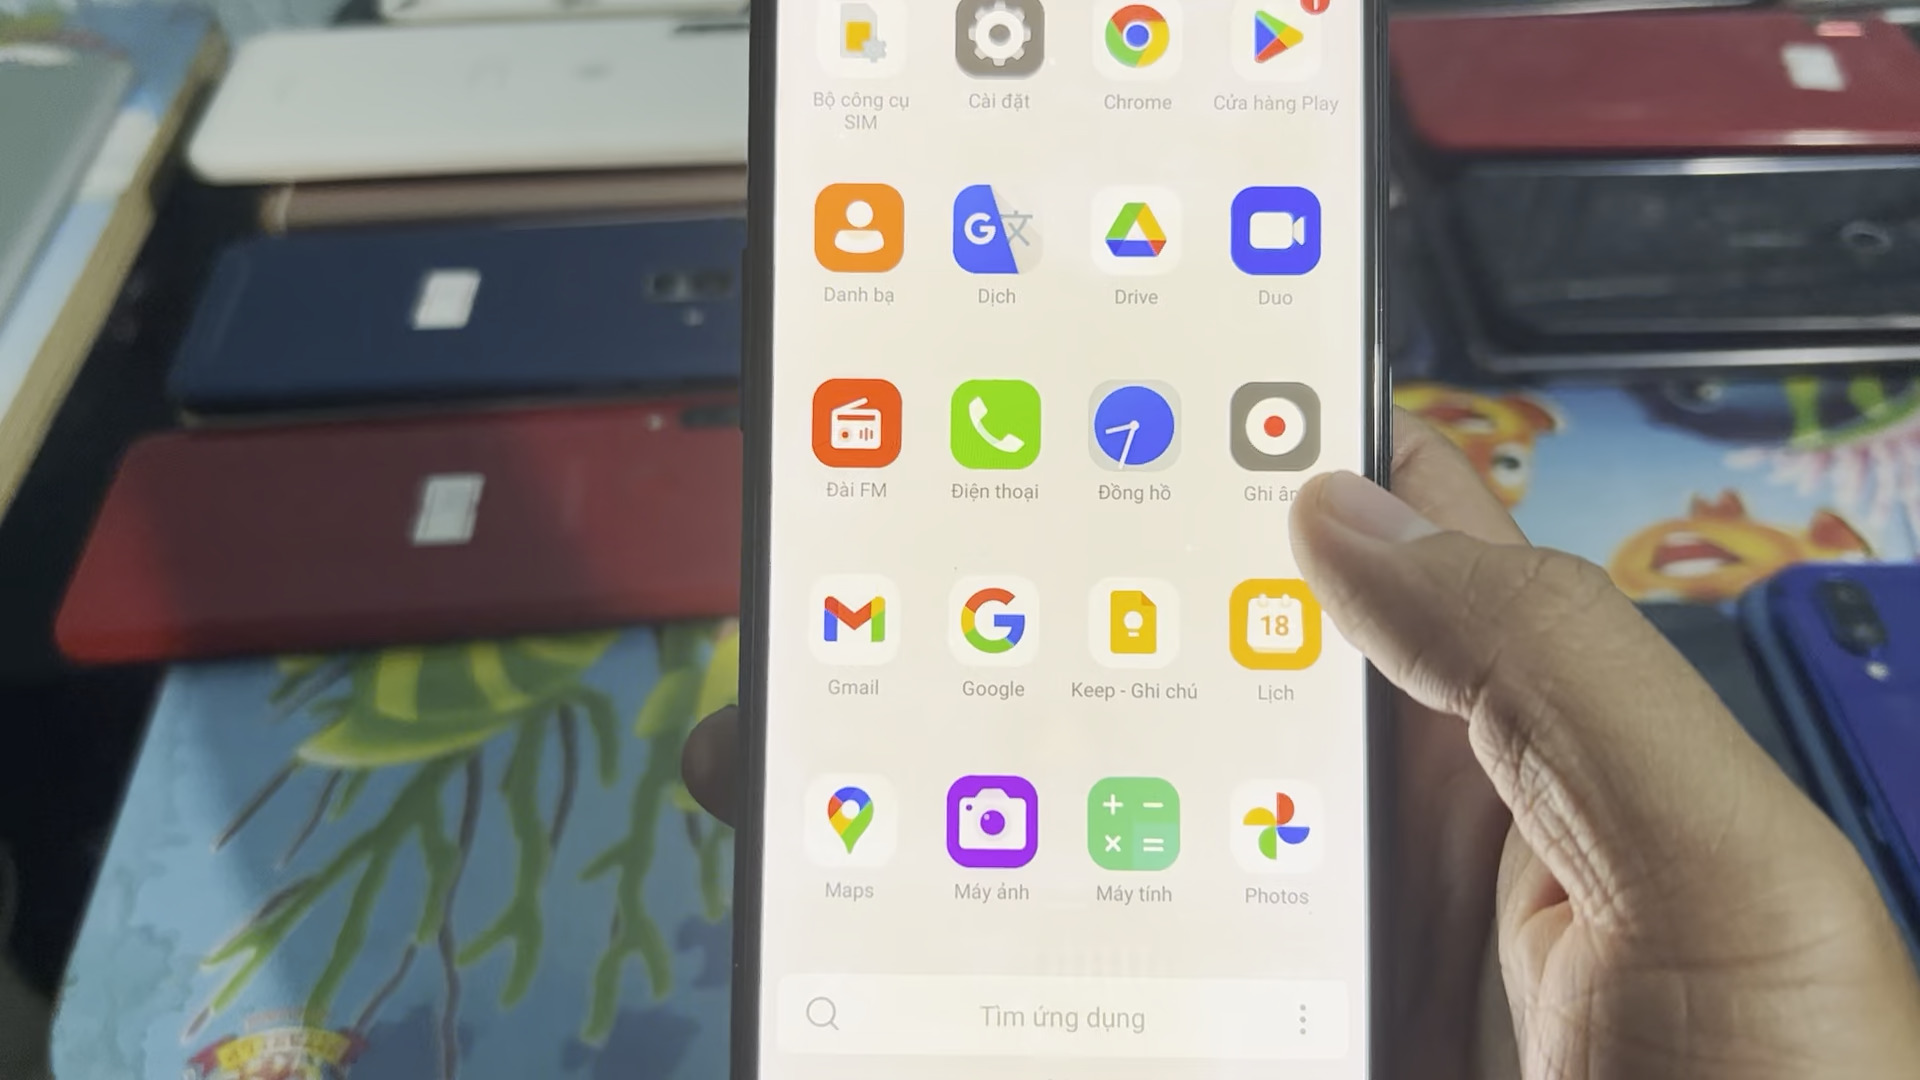 Bộ công cụ
SIM
Cài đặt
Chrome
Cửa hàng Play
Danh bạ
Dịch
Drive
Duo
Đài FM
Điện thoại
Đồng hồ
Ghi âm
Gmail
Google
Keep - Ghi chú
18
Lịch
Maps
Máy ảnh
Máy tính
Photos
Tìm ứng dụng